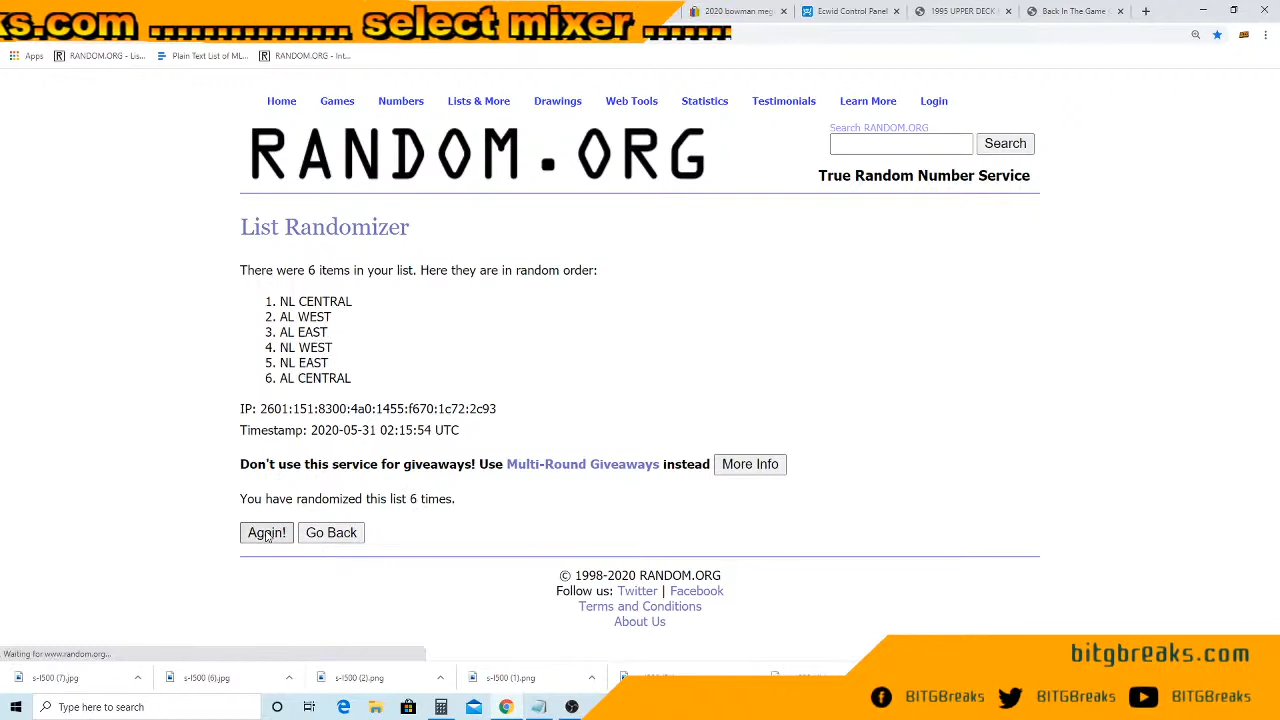 ks.com ............... select mixer .......
2020 bowman meg
Ecwid Control Panel
1995 UPPER DECK
Back In The Game
Apps
RANDOM.ORG - Lis...
Plain Text List of ML...
RANDOM.ORG - Int...
Home Games Numbers Lists & More Drawings Web Tools Statistics Testimonials Learn More Login
RANDOM.ORG
Search RANDOM.ORG
Search
True Random Number Service
List Randomizer
There were 6 items in your list. Here they are in random order:
1. NL CENTRAL
2. AL WEST
3. AL EAST
4. NL WEST
5. NL EAST
6. AL CENTRAL
IP: 2601:151:8300:4a0:1455:f670:1c72:2c93
Timestamp: 2020-05-31 02:15:54 UTC
Don't use this service for giveaways! Use Multi-Round Giveaways instead More Info
You have randomized this list 6 times.
Again! Go Back
© 1998-2020 RANDOM.ORG
Follow us: Twitter | Facebook
Terms and Conditions
About Us
Waiting for www.random.org...
bitgbreaks.com
s-l500 (7).jpg
s-l500 (6).jpg
s-l500 (2).png
s-l500 (1).png
BITGBreaks BITGBreaks BITGBreaks
Type here to search